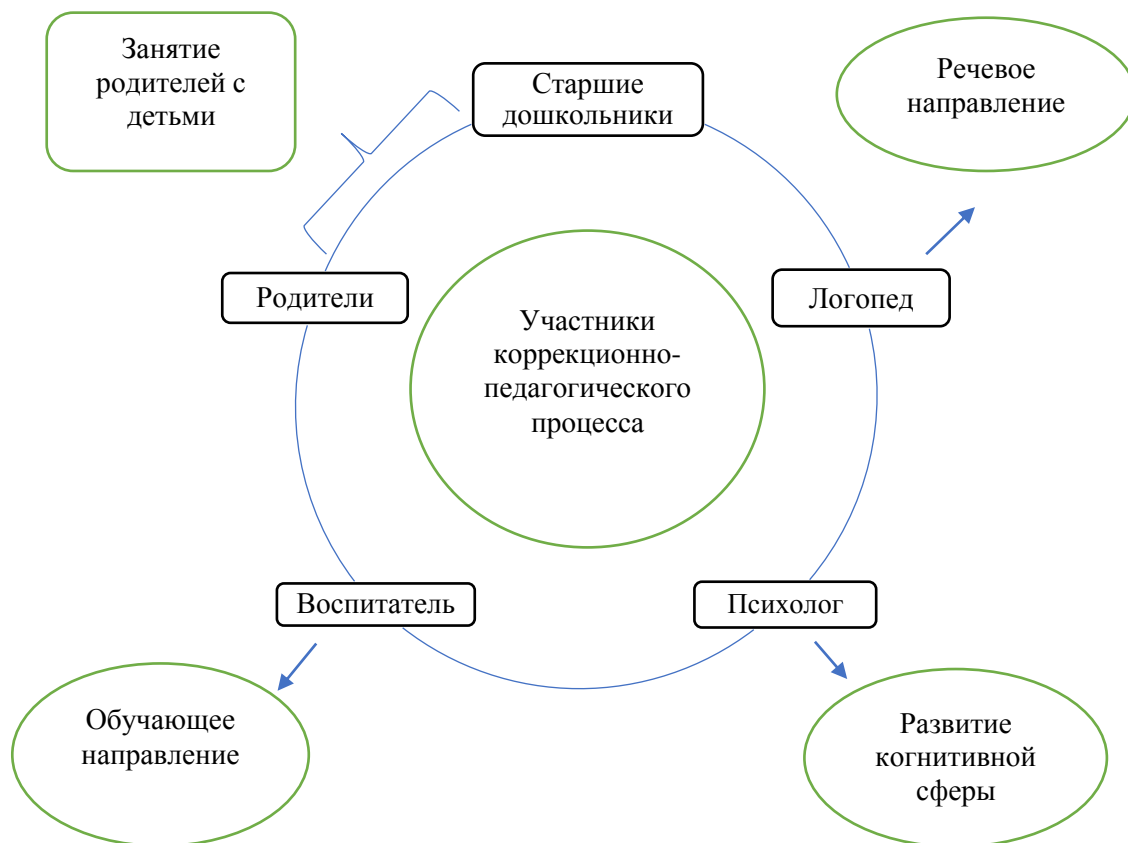 Занятие
родителей с
детьми
Старшие
дошкольники
Речевое
направление
Родители
Логопед
Участники
коррекционно-
педагогического
процесса
Воспитатель
Психолог
Обучающее
направление
Развитие
когнитивной
сферы